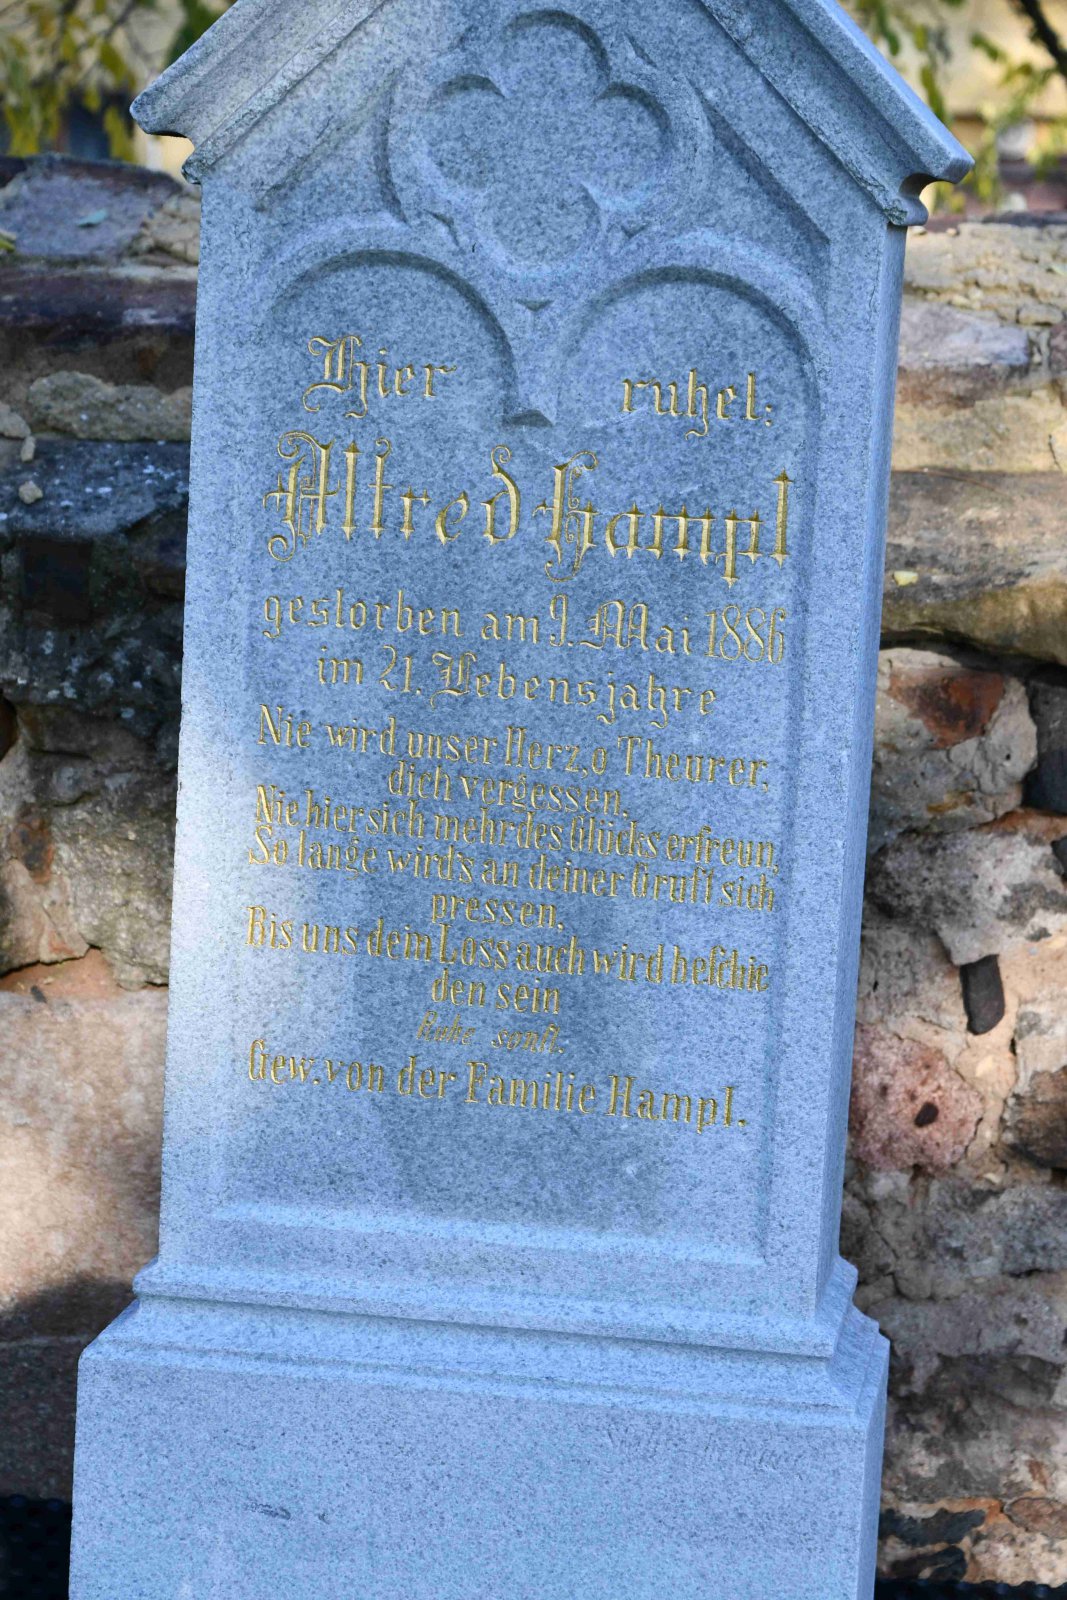 Hier ruhet:
Alfred Hampl
gestorben am 9. Mai 1886
im 21. Lebensjahre
Nie wird unser Herz, o Theurer,
dich vergessen,
Nie hier sich mehr des Glücks erfreun,
So lange wird's an deiner Gruft sich
pressen,
Bis uns dein Loss auch wird beschie
den sein
Ruhe sanft.
Gew. von der Familie Hampl.